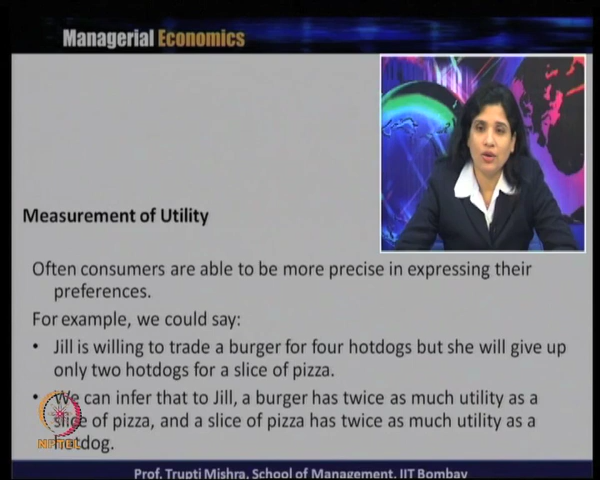 Managerial Economics
Measurement of Utility
Often consumers are able to be more precise in expressing their
preferences.
For example, we could say:
• Jill is willing to trade a burger for four hotdogs but she will give up
only two hotdogs for a slice of pizza.
• We can infer that to Jill, a burger has twice as much utility as a
slice of pizza, and a slice of pizza has twice as much utility as a
hotdog.
NPTEL
Prof. Trupti Mishra, School of Management, IIT Bombay